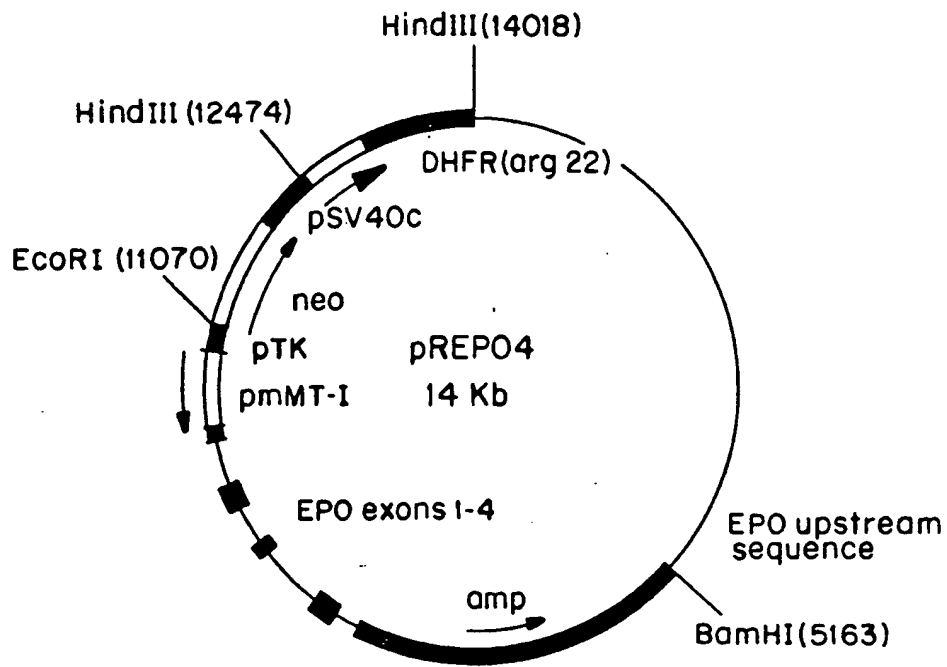 HindIII(14018)
HindIII (12474)
DHFR(arg 22)
pSV40c
EcoRI (11070)
neo
pTK
pREPO4
pmMT-I
14 Kb
EPO exons 1-4
EPO upstream
sequence
amp
BamHI(5163)